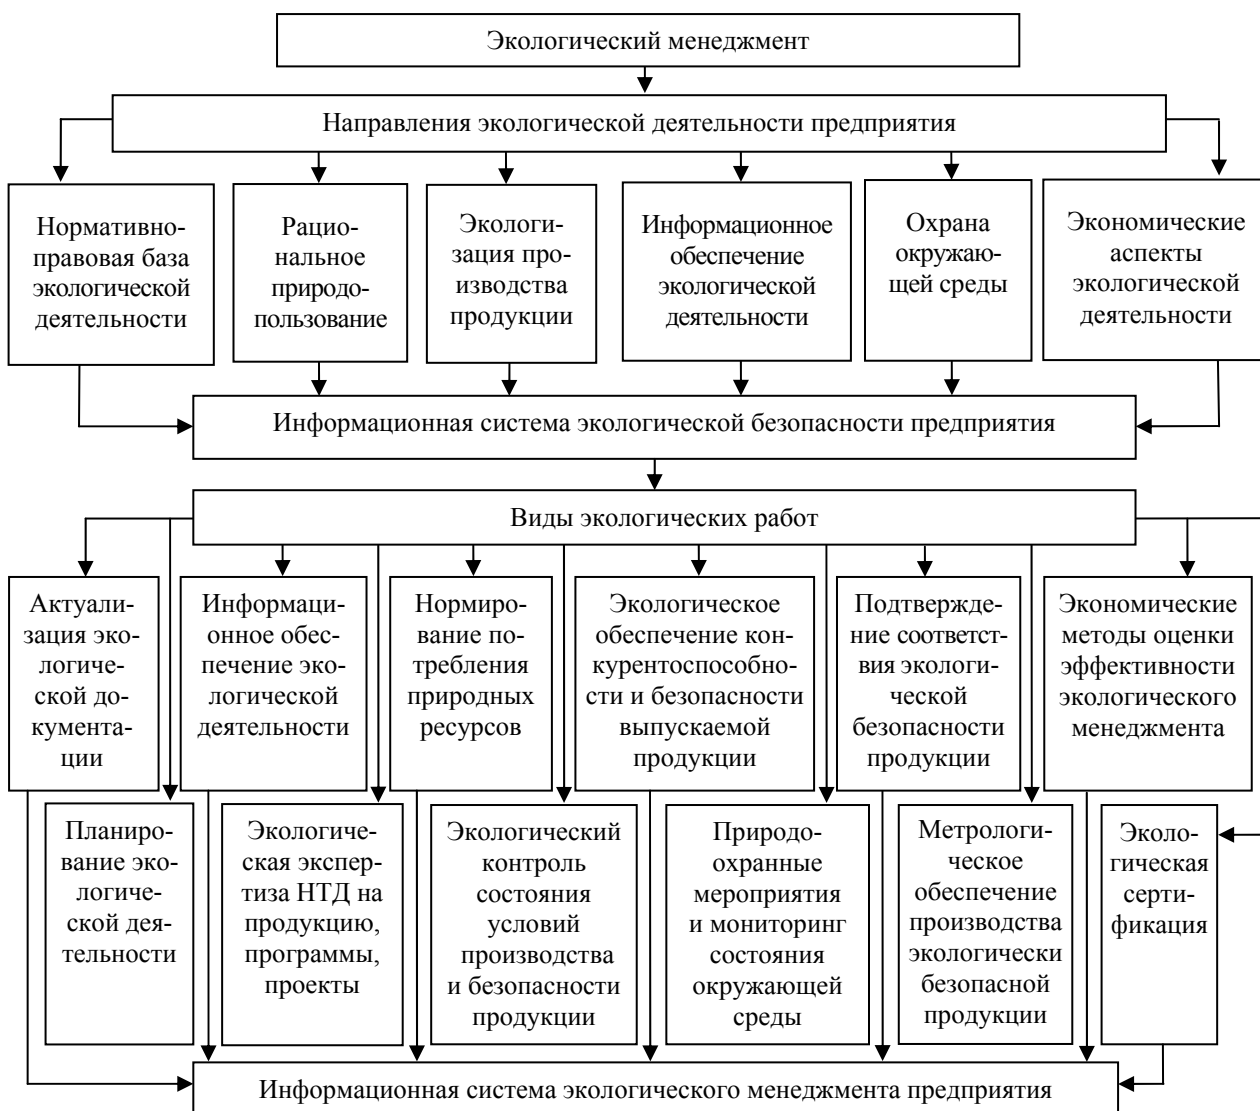 Экологический менеджмент
Направления экологической деятельности предприятия
Нормативно-
правовая база
экологической
деятельности
Рацио-
нальное
природо-
пользование
Экологи-
зация про-
изводства
продукции
Информационное
обеспечение
экологической
деятельности
Охрана
окружаю-
щей среды
Экономические
аспекты
экологической
деятельности
Информационная система экологической безопасности предприятия
Виды экологических работ
Актуали-
зация эко-
логиче-
ской до-
кумента-
ции
Информаци-
онное обес-
печение эко-
логической
деятельности
Нормиро-
вание по-
требления
природных
ресурсов
Экологическое
обеспечение кон-
курентоспособно-
сти и безопасности
выпускаемой
продукции
Подтвержде-
ние соответст-
вия экологи-
ческой
безопасности
продукции
Экономические
методы оценки
эффективности
экологического
менеджмента
Планиро-
вание эко-
логиче-
ской дея-
тельности
Экологиче-
ская экспер-
тиза НТД на
продукцию,
программы,
проекты
Экологический
контроль
состояния
условий
производства
и безопасности
продукции
Природо-
охранные
мероприятия
и мониторинг
состояния
окружающей
среды
Метрологи-
ческое
обеспечение
производства
экологически
безопасной
продукции
Эколо-
гическая
серти-
фикация
Информационная система экологического менеджмента предприятия